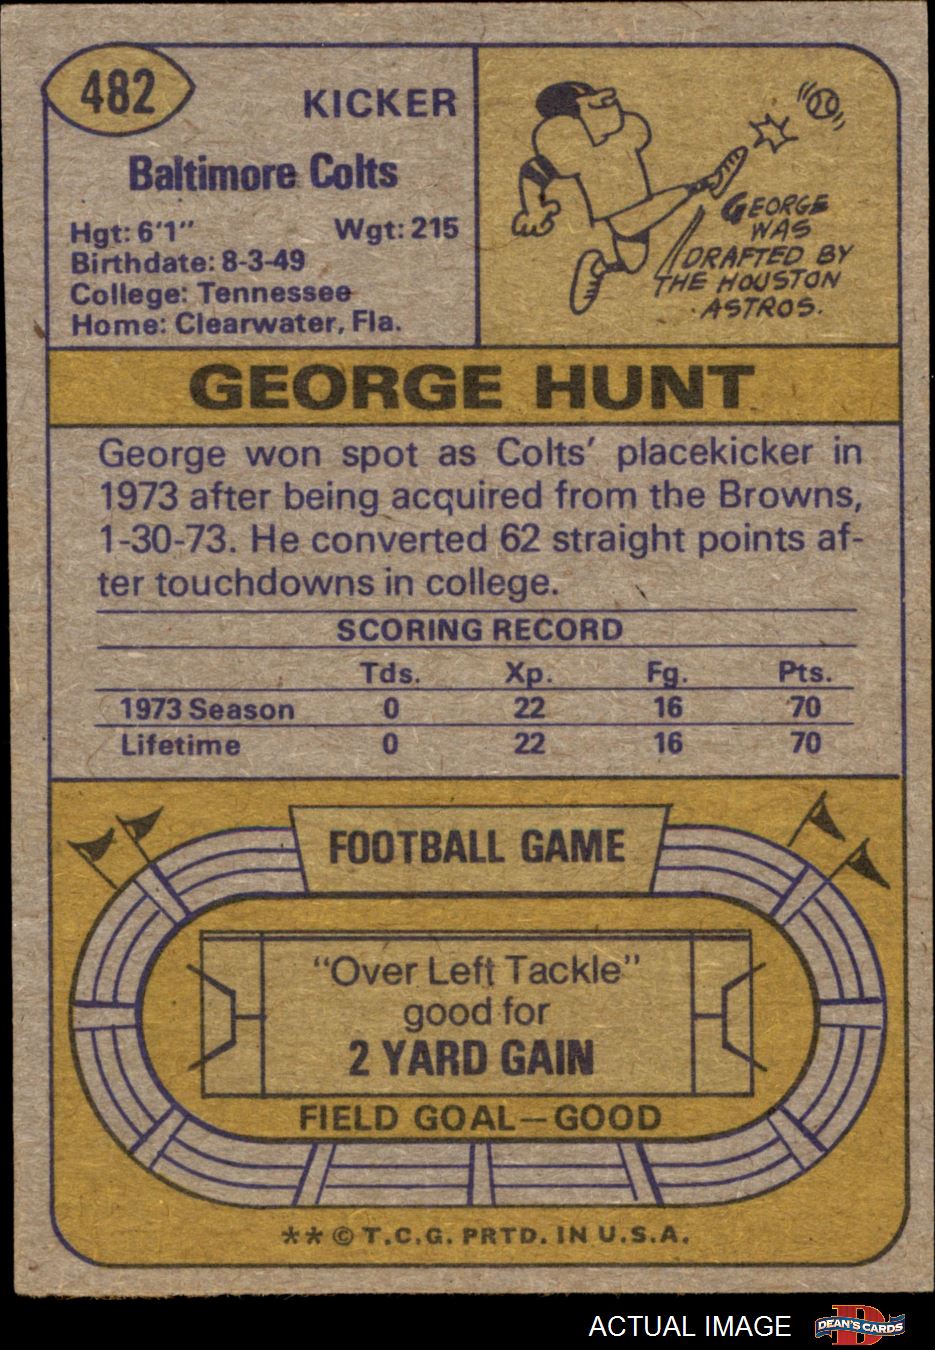 482
KICKER
Baltimore Colts
Hgt: 6'1" Wgt: 215
Birthdate: 8-3-49
College: Tennessee
Home: Clearwater, Fla.
GEORGE
WAS
DRAFTED BY
THE HOUSTON
ASTROS.
GEORGE HUNT
George won spot as Colts' placekicker in
1973 after being acquired from the Browns,
1-30-73. He converted 62 straight points af-
ter touchdowns in college.
SCORING RECORD
Tds. Xp. Fg. Pts.
1973 Season 0 22 16 70
Lifetime 0 22 16 70
FOOTBALL GAME
"Over Left Tackle"
good for
2 YARD GAIN
FIELD GOAL—GOOD
** © T.C.G. PRTD. IN U.S.A.
ACTUAL IMAGE
DEAN'S CARDS